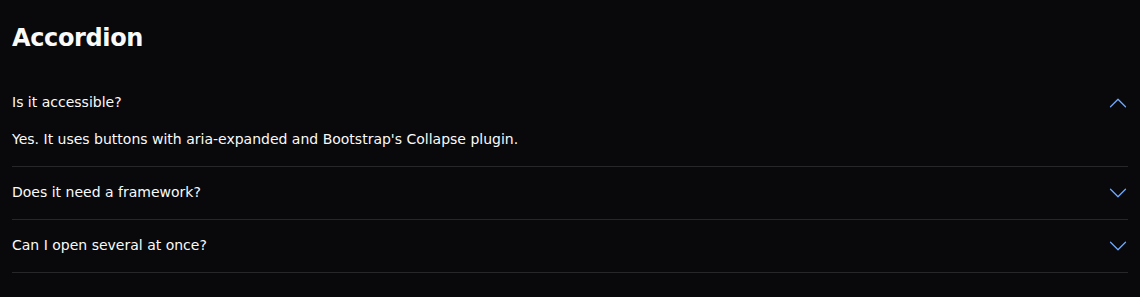 Accordion
Is it accessible?
Yes. It uses buttons with aria-expanded and Bootstrap's Collapse plugin.
Does it need a framework?
Can I open several at once?